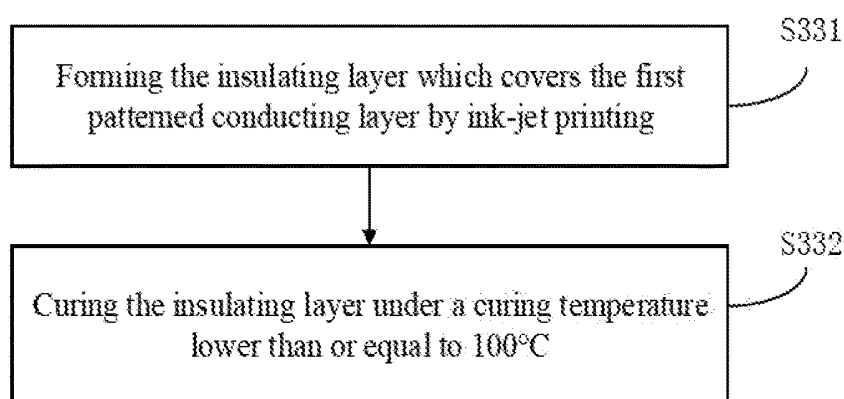 S331
Forming the insulating layer which covers the first
patterned conducting layer by ink-jet printing
S332
Curing the insulating layer under a curing temperature
lower than or equal to 100°C